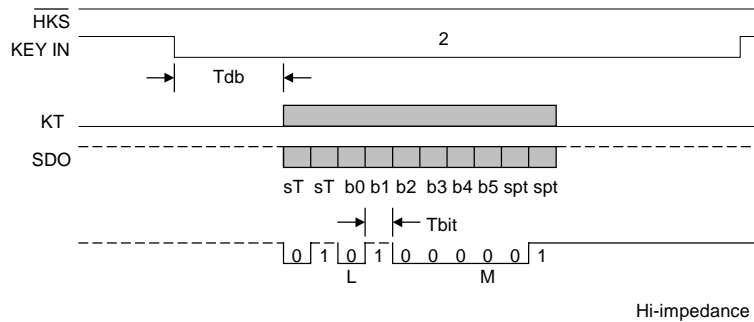 HKS
KEY IN
2
Tdb
KT
SDO
sT sT b0 b1 b2 b3 b4 b5 spt spt
Tbit
0 1 0 1 0 0 0 0 0 1
L M
Hi-impedance